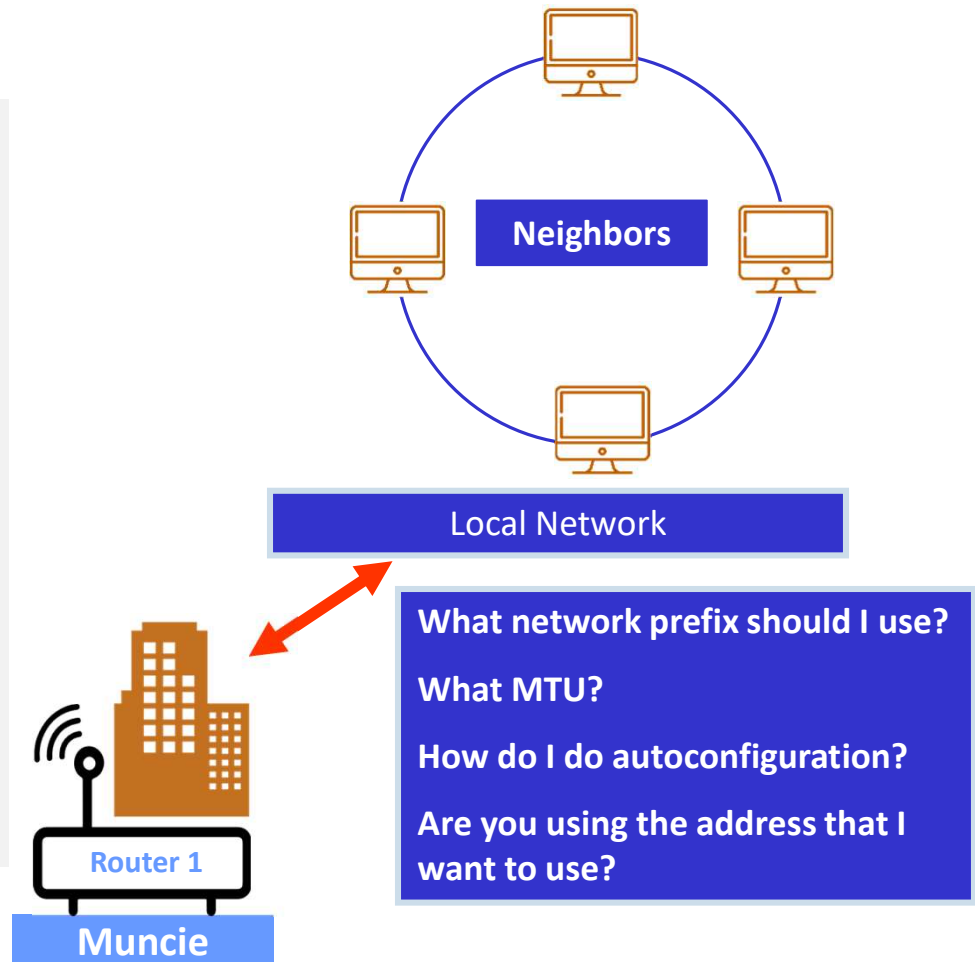 Neighbors
Local Network
What network prefix should I use?
What MTU?
How do I do autoconfiguration?
Are you using the address that I
want to use?
Router 1
Muncie